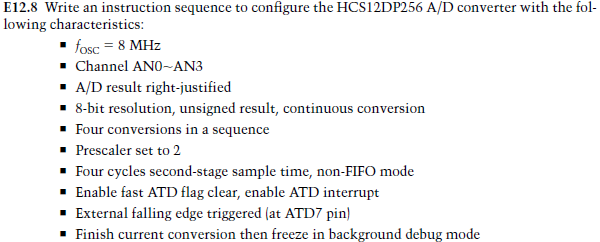 E12.8 Write an instruction sequence to configure the HCS12DP256 A/D converter with the fol-
lowing characteristics:
▪ fOSC = 8 MHz
▪ Channel AN0~AN3
▪ A/D result right-justified
▪ 8-bit resolution, unsigned result, continuous conversion
▪ Four conversions in a sequence
▪ Prescaler set to 2
▪ Four cycles second-stage sample time, non-FIFO mode
▪ Enable fast ATD flag clear, enable ATD interrupt
▪ External falling edge triggered (at ATD7 pin)
▪ Finish current conversion then freeze in background debug mode